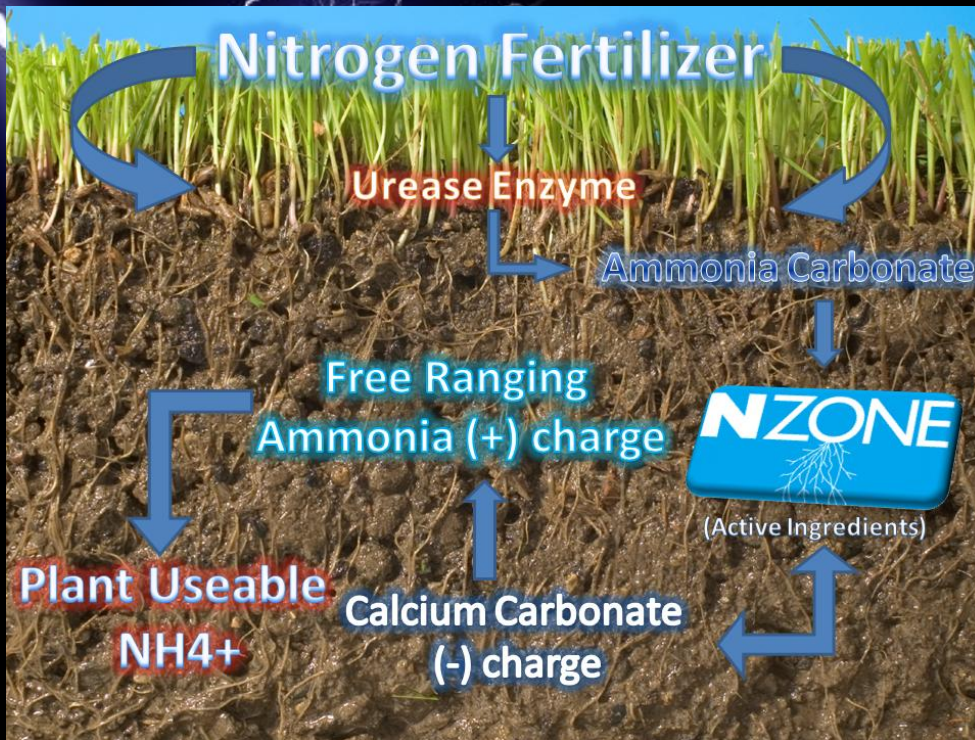 Nitrogen Fertilizer
Urease Enzyme
Ammonia Carbonate
Free Ranging
Ammonia (+) charge
NZONE
(Active Ingredients)
Plant Useable
NH4+
Calcium Carbonate
(-) charge